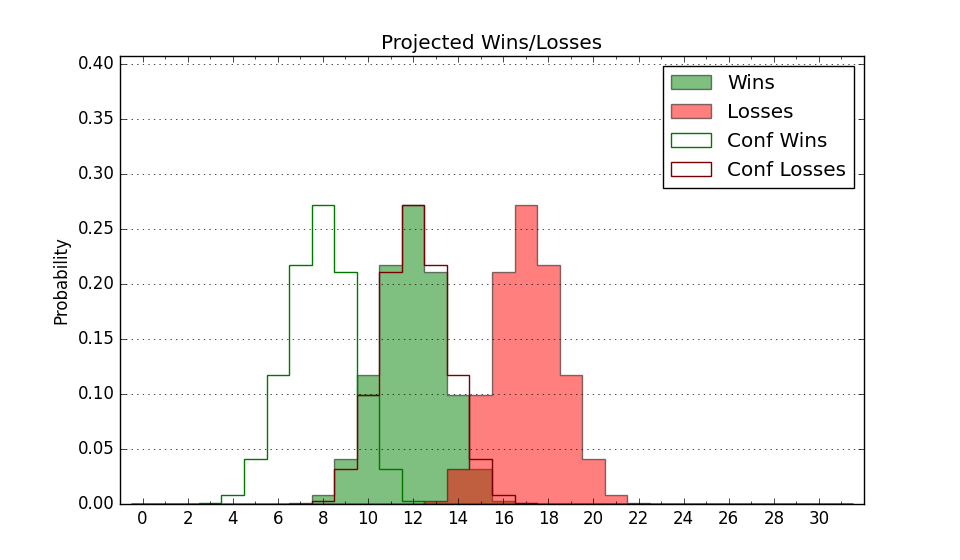 Projected Wins/Losses
0.40
0.35
0.30
0.25
0.20
0.15
0.10
0.05
0.00
Probability
Wins
Losses
Conf Wins
Conf Losses
0 2 4 6 8 10 12 14 16 18 20 22 24 26 28 30